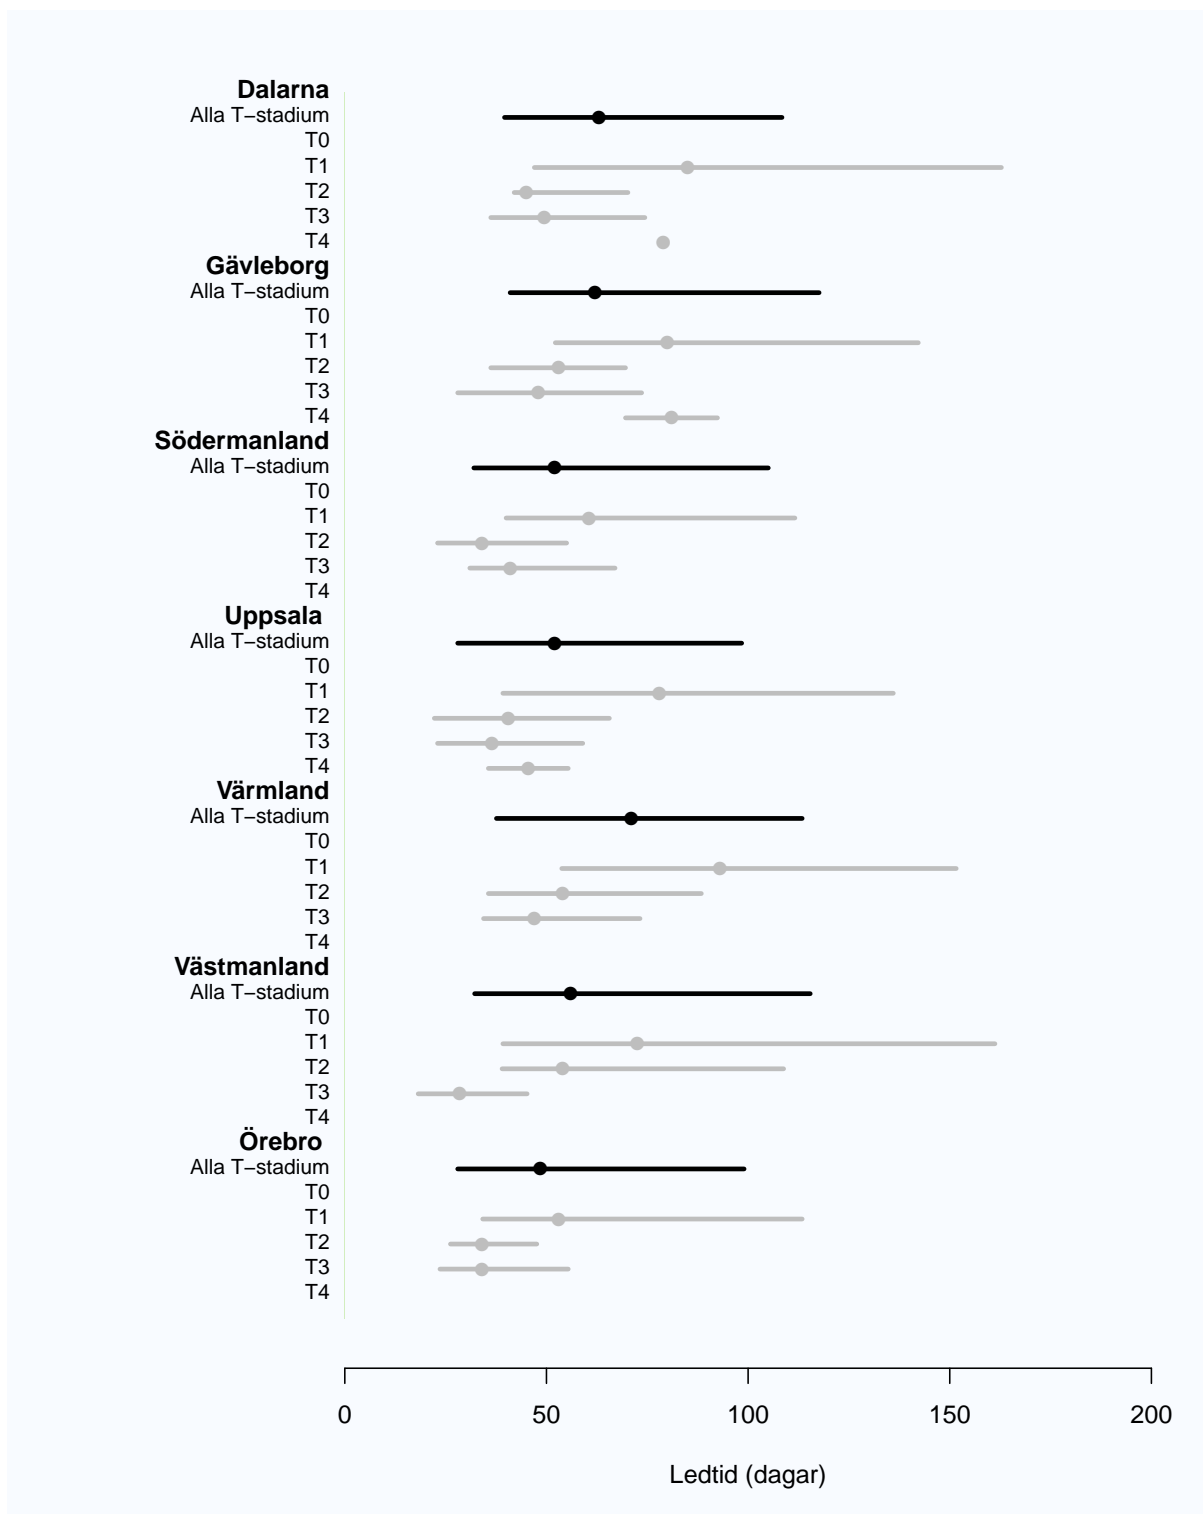 Dalarna
Alla T−stadium
T0
T1
T2
T3
T4
Gävleborg
Alla T−stadium
T0
T1
T2
T3
T4
Södermanland
Alla T−stadium
T0
T1
T2
T3
T4
Uppsala
Alla T−stadium
T0
T1
T2
T3
T4
Värmland
Alla T−stadium
T0
T1
T2
T3
T4
Västmanland
Alla T−stadium
T0
T1
T2
T3
T4
Örebro
Alla T−stadium
T0
T1
T2
T3
T4
0 50 100 150 200
Ledtid (dagar)